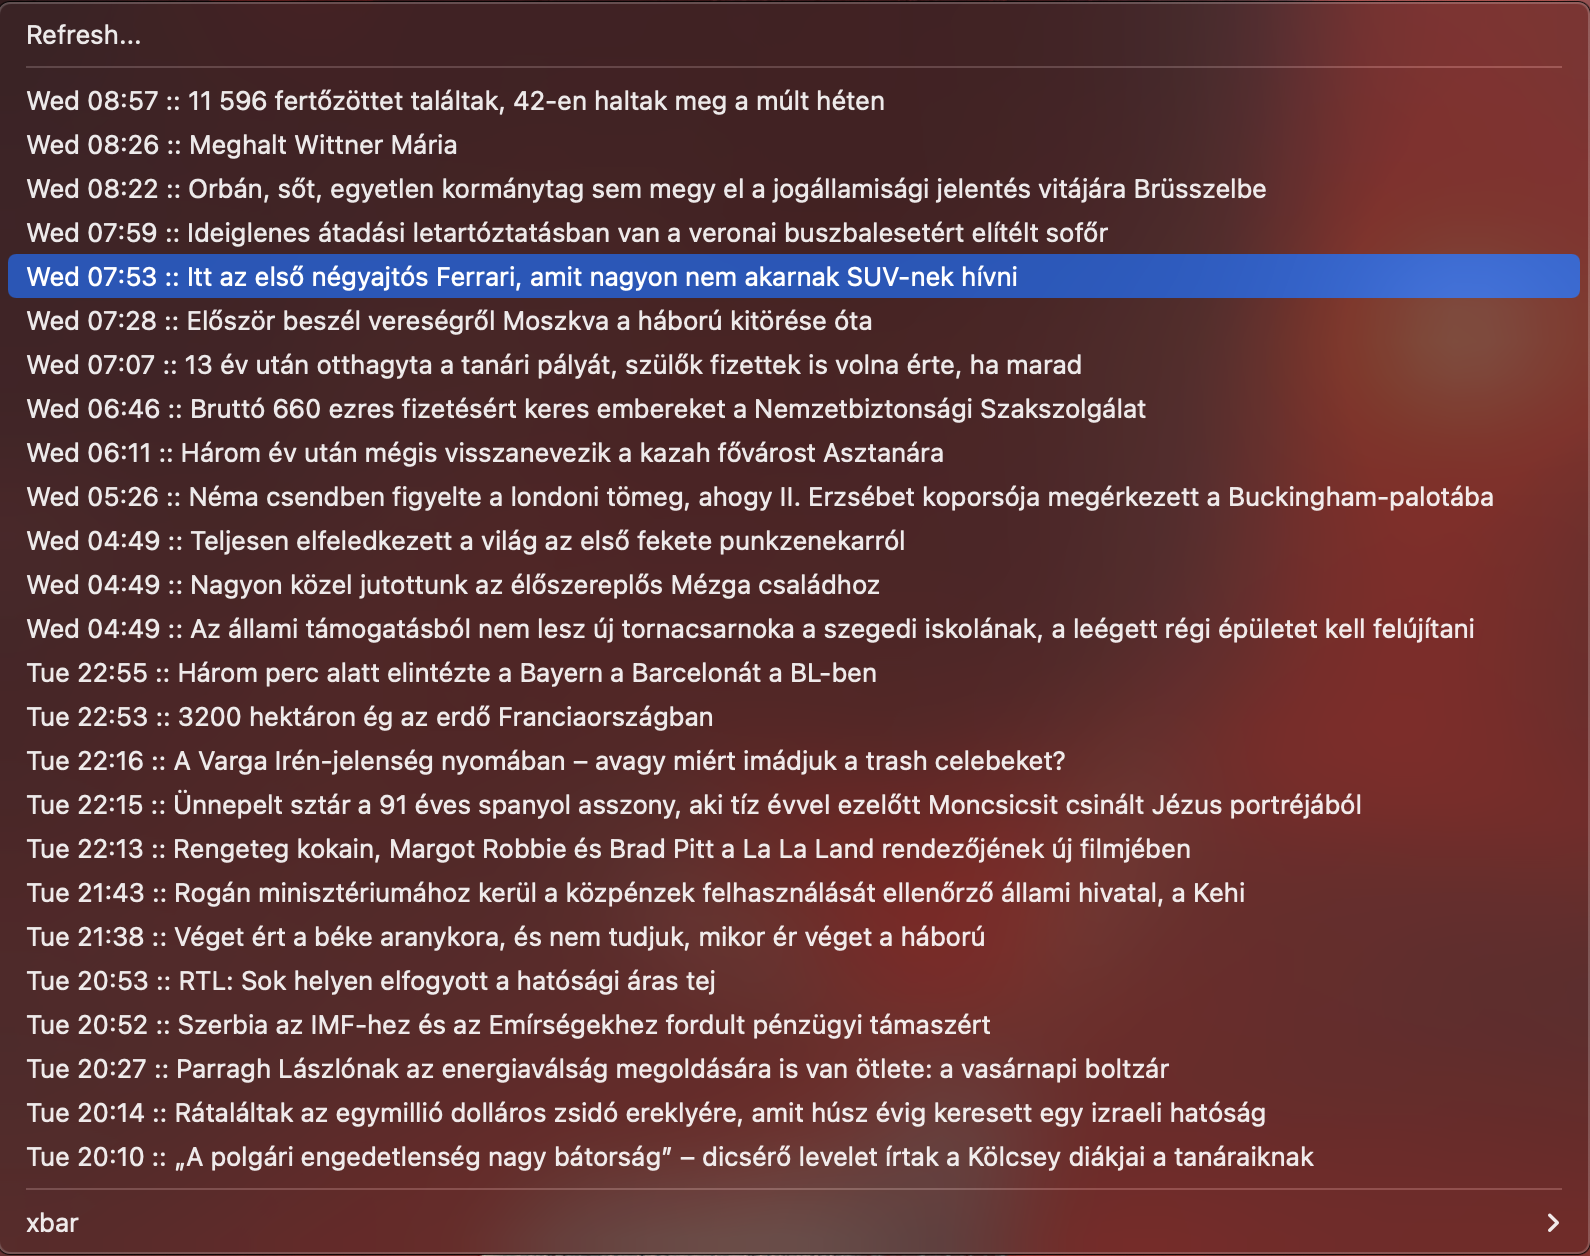 Refresh...
Wed 08:57 :: 11 596 fertőzöttet találtak, 42-en haltak meg a múlt héten
Wed 08:26 :: Meghalt Wittner Mária
Wed 08:22 :: Orbán, sőt, egyetlen kormánytag sem megy el a jogállamisági jelentés vitájára Brüsszelbe
Wed 07:59 :: Ideiglenes átadási letartóztatásban van a veronai buszbalesetért elítélt sofőr
Wed 07:53 :: Itt az első négyajtós Ferrari, amit nagyon nem akarnak SUV-nek hívni
Wed 07:28 :: Először beszél vereségről Moszkva a háború kitörése óta
Wed 07:07 :: 13 év után otthagyta a tanári pályát, szülők fizettek is volna érte, ha marad
Wed 06:46 :: Bruttó 660 ezres fizetésért keres embereket a Nemzetbiztonsági Szakszolgálat
Wed 06:11 :: Három év után mégis visszanevezik a kazah fővárost Asztanára
Wed 05:26 :: Néma csendben figyelte a londoni tömeg, ahogy II. Erzsébet koporsója megérkezett a Buckingham-palotába
Wed 04:49 :: Teljesen elfeledkezett a világ az első fekete punkzenekarról
Wed 04:49 :: Nagyon közel jutottunk az élőszereplős Mézga családhoz
Wed 04:49 :: Az állami támogatásból nem lesz új tornacsarnoka a szegedi iskolának, a leégett régi épületet kell felújítani
Tue 22:55 :: Három perc alatt elintézte a Bayern a Barcelonát a BL-ben
Tue 22:53 :: 3200 hektáron ég az erdő Franciaországban
Tue 22:16 :: A Varga Irén-jelenség nyomában – avagy miért imádjuk a trash celebeket?
Tue 22:15 :: Ünnepelt sztár a 91 éves spanyol asszony, aki tíz évvel ezelőtt Moncsicsit csinált Jézus portréjából
Tue 22:13 :: Rengeteg kokain, Margot Robbie és Brad Pitt a La La Land rendezőjének új filmjében
Tue 21:43 :: Rogán minisztériumához kerül a közpénzek felhasználását ellenőrző állami hivatal, a Kehi
Tue 21:38 :: Véget ért a béke aranykora, és nem tudjuk, mikor ér véget a háború
Tue 20:53 :: RTL: Sok helyen elfogyott a hatósági áras tej
Tue 20:52 :: Szerbia az IMF-hez és az Emírségekhez fordult pénzügyi támaszért
Tue 20:27 :: Parragh Lászlónak az energiaválság megoldására is van ötlete: a vasárnapi boltzár
Tue 20:14 :: Rátaláltak az egymillió dolláros zsidó ereklyére, amit húsz évig keresett egy izraeli hatóság
Tue 20:10 :: „A polgári engedetlenség nagy bátorság” – dicsérő levelet írtak a Kölcsey diákjai a tanáraiknak
xbar